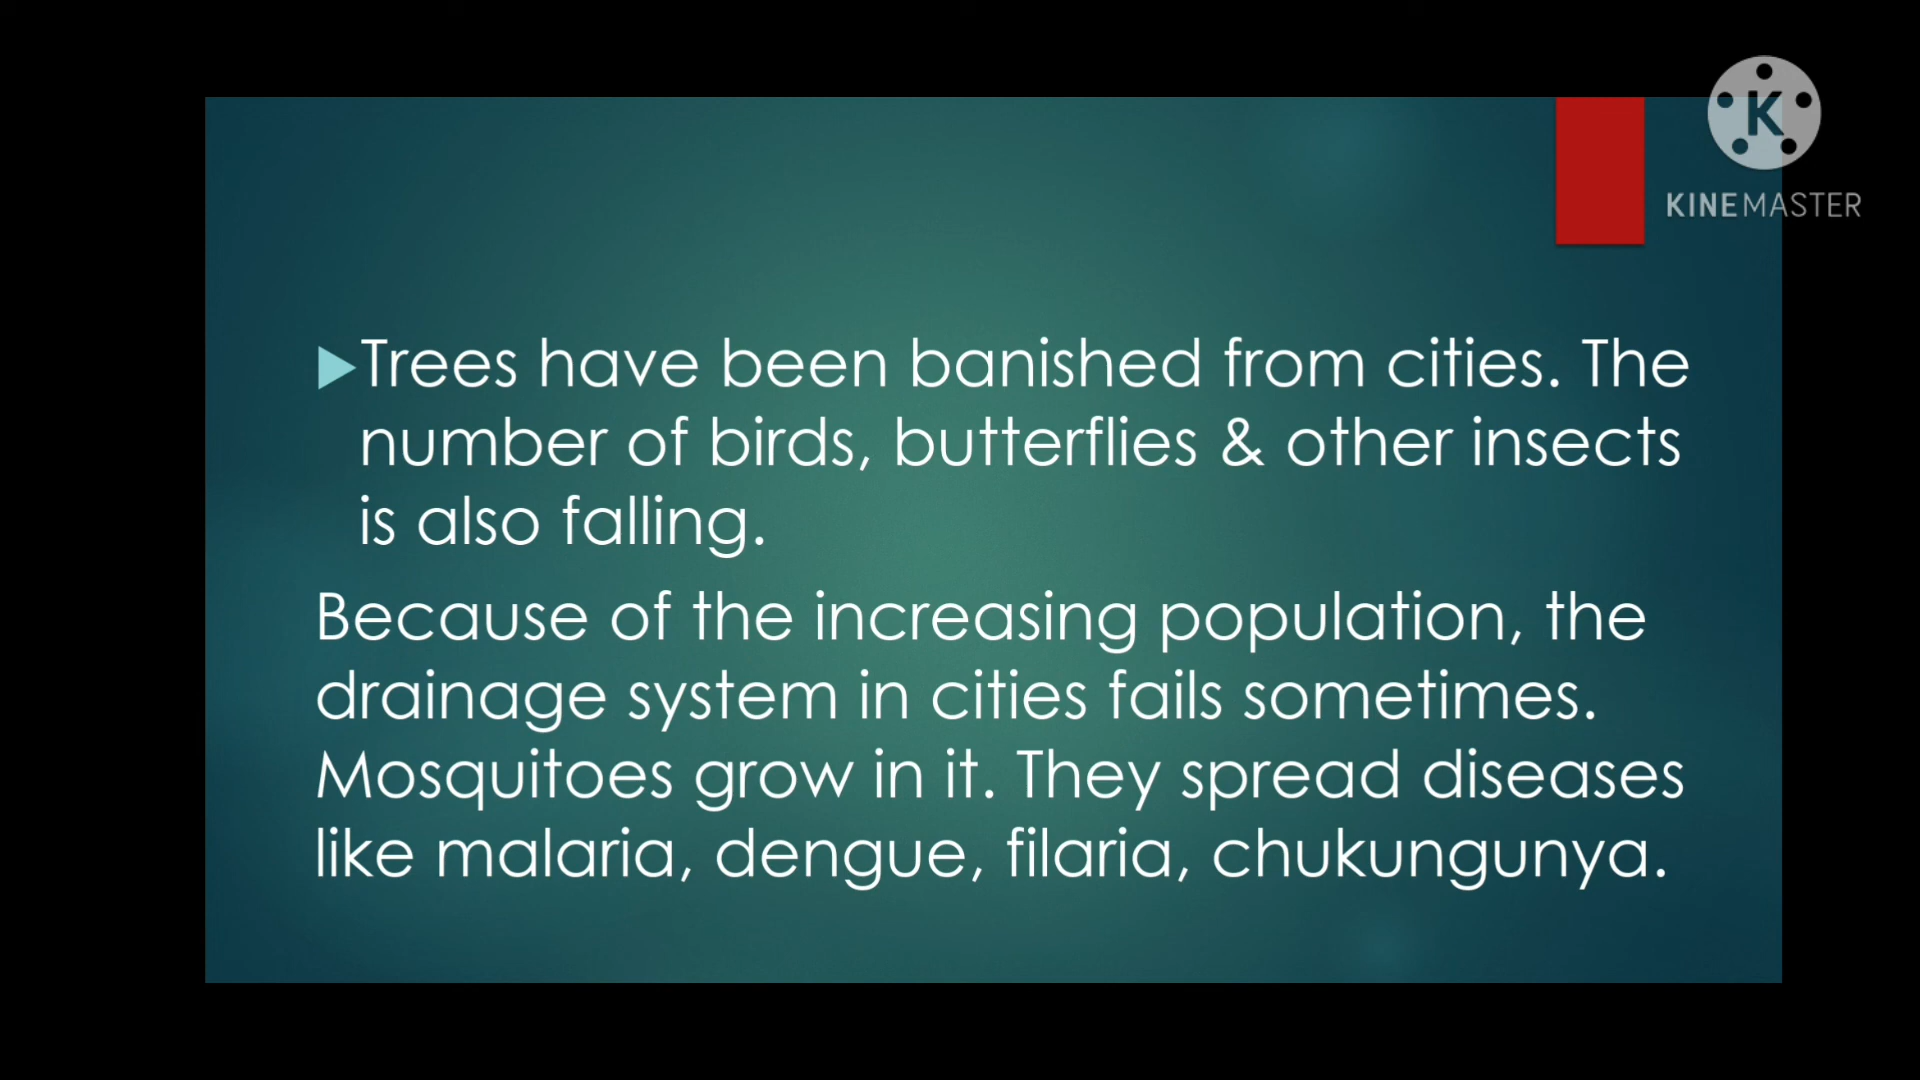 K
KINEMASTER
Trees have been banished from cities. The
number of birds, butterflies & other insects
is also falling.
Because of the increasing population, the
drainage system in cities fails sometimes.
Mosquitoes grow in it. They spread diseases
like malaria, dengue, filaria, chukungunya.